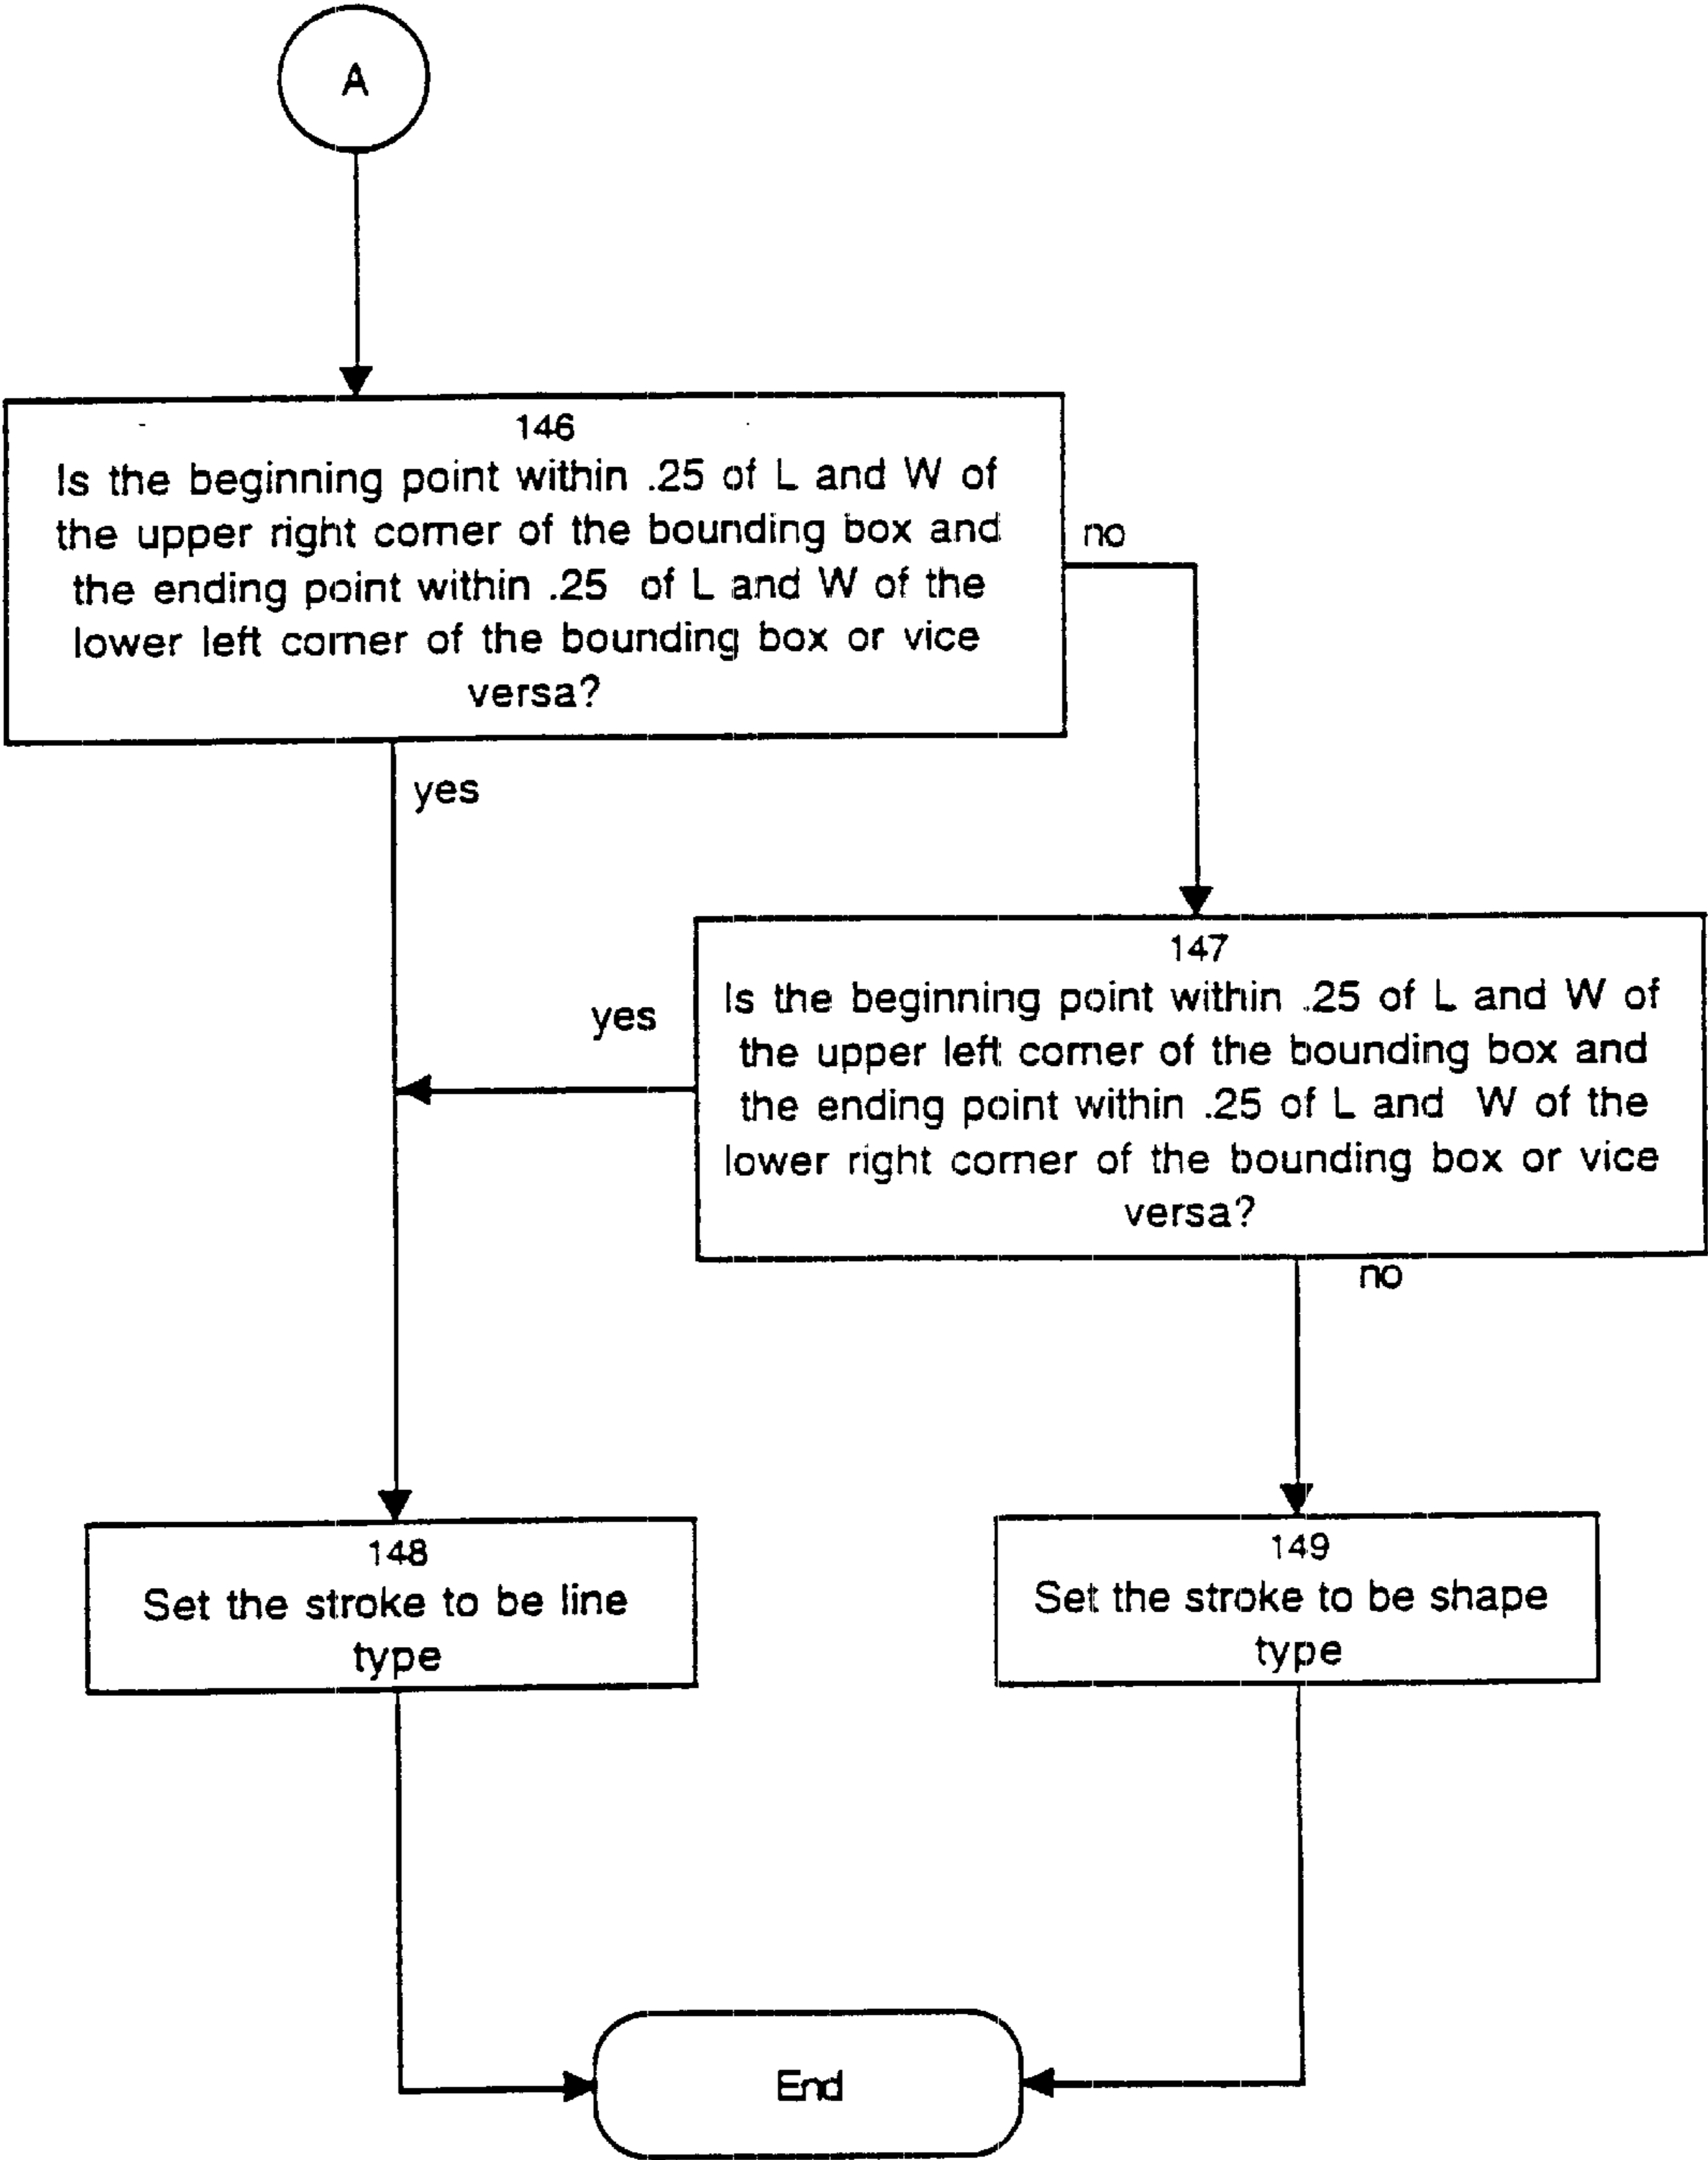 A
146
Is the beginning point within .25 of L and W of
the upper right corner of the bounding box and
the ending point within .25 of L and W of the
lower left corner of the bounding box or vice
versa?
no
yes
147
Is the beginning point within .25 of L and W of
the upper left corner of the bounding box and
the ending point within .25 of L and W of the
lower right corner of the bounding box or vice
versa?
yes
no
148
Set the stroke to be line
type
149
Set the stroke to be shape
type
End